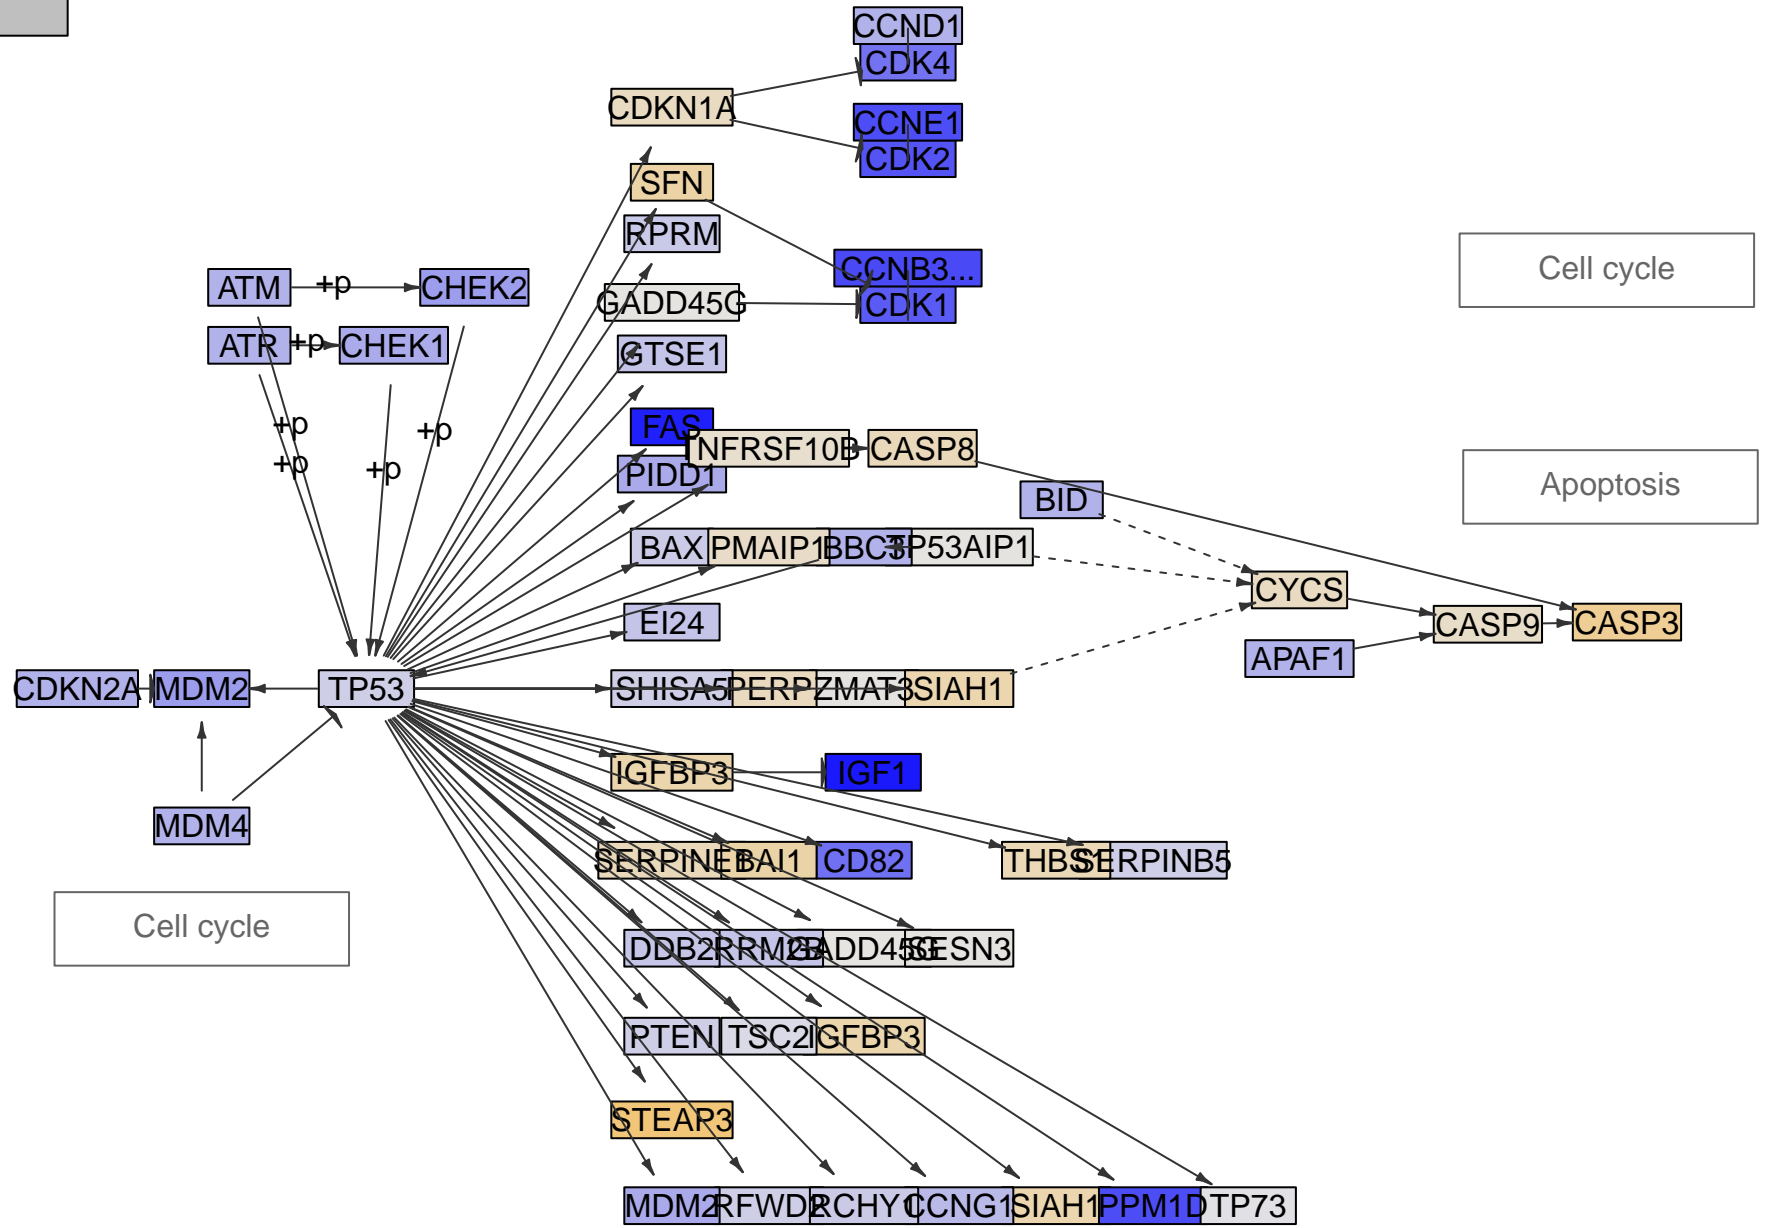 CCND1
CDK4
CDKN1A
CCNE1
CDK2
SFN
RPRM
CCNB3...
Cell cycle
ATM
+p
CHEK2
GADD45G
CDK1
ATR
+p
CHEK1
GTSE1
FAS
+p
+p
NFRSF10B
CASP8
+p
+p
PIDD1
Apoptosis
BID
BAX
PMAIP1
BBC3
TP53AIP1
CYCS
EI24
CASP9
CASP3
APAF1
CDKN2A
MDM2
TP53
SHISA5
PERP
ZMAT3
SIAH1
IGFBP3
IGF1
MDM4
SERPINE1
BAI1
CD82
THBS1
SERPINB5
Cell cycle
DDB2
RRM2B
GADD45G
SESN3
PTEN
TSC2
IGFBP3
STEAP3
MDM2
RFWD2
RCHY1
CCNG1
SIAH1
PPM1D
TP73